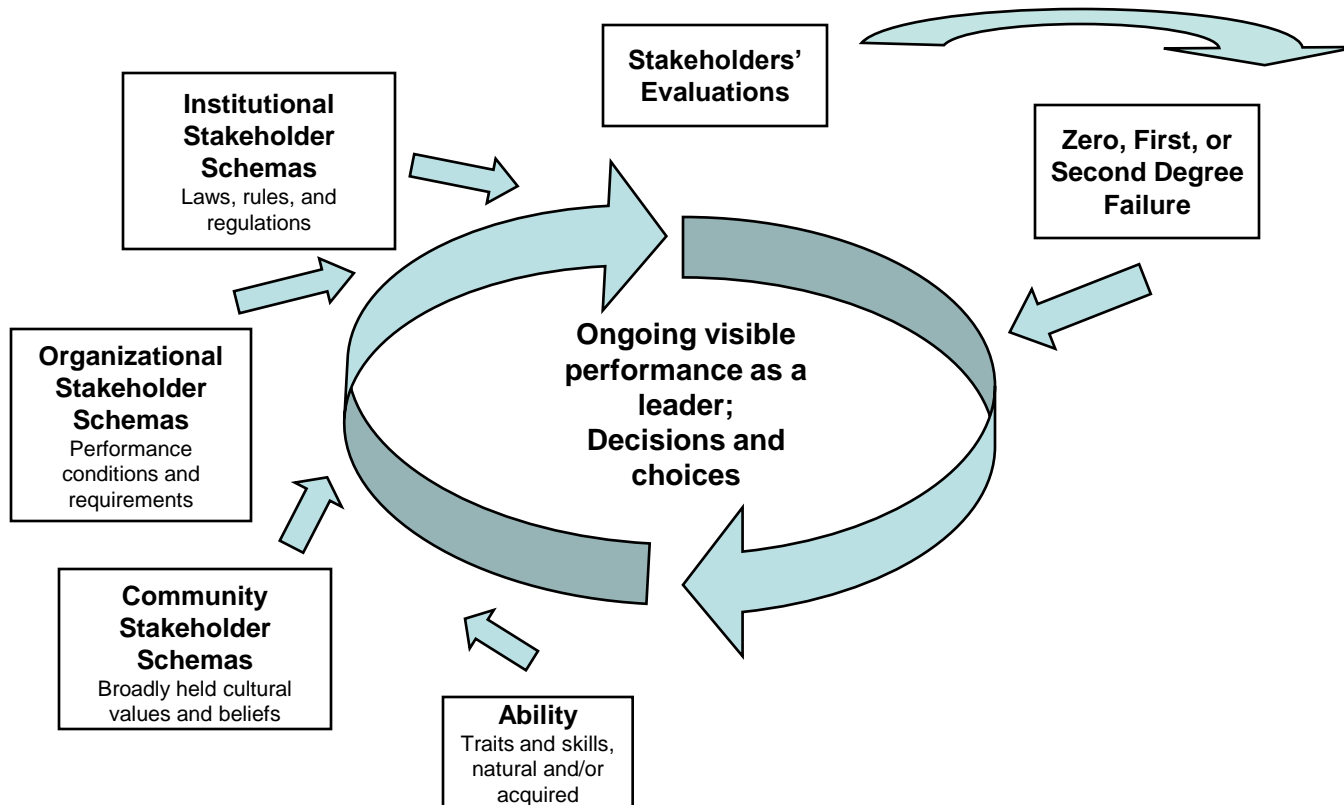 Stakeholders'
Evaluations
Institutional
Stakeholder
Schemas
Laws, rules, and
regulations
Zero, First, or
Second Degree
Failure
Organizational
Stakeholder
Schemas
Performance
conditions and
requirements
Ongoing visible
performance as a
leader;
Decisions and
choices
Community
Stakeholder
Schemas
Broadly held cultural
values and beliefs
Ability
Traits and skills,
natural and/or
acquired